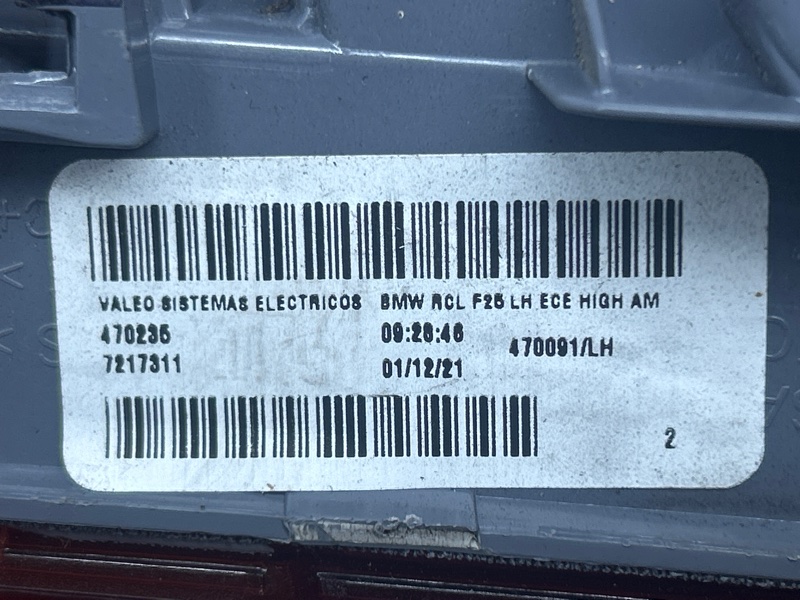 VALEO SISTEMAS ELECTRICOS BMW RCL F25 LH ECE HIGH AM
470235 09:28:46 470091/LH
7217311 01/12/21
2